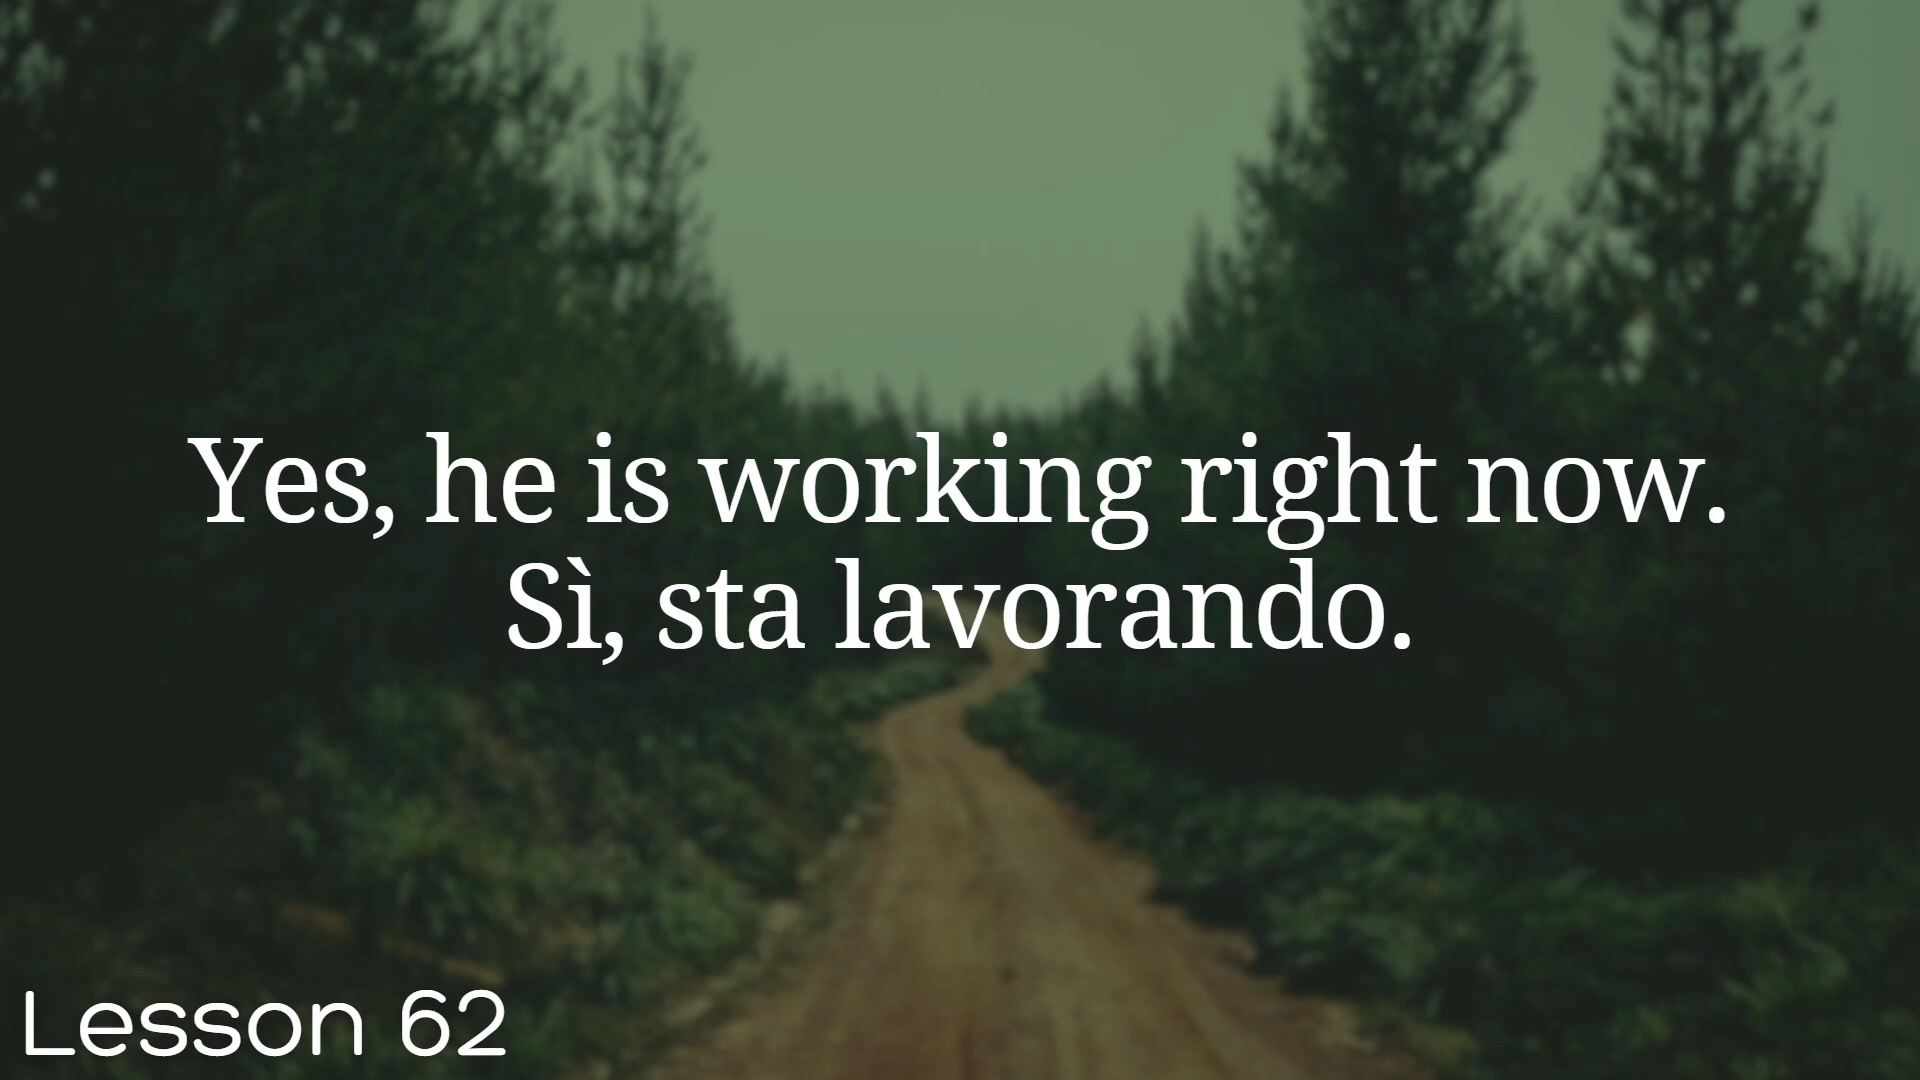 Yes, he is working right now.
Sì, sta lavorando.
Lesson 62